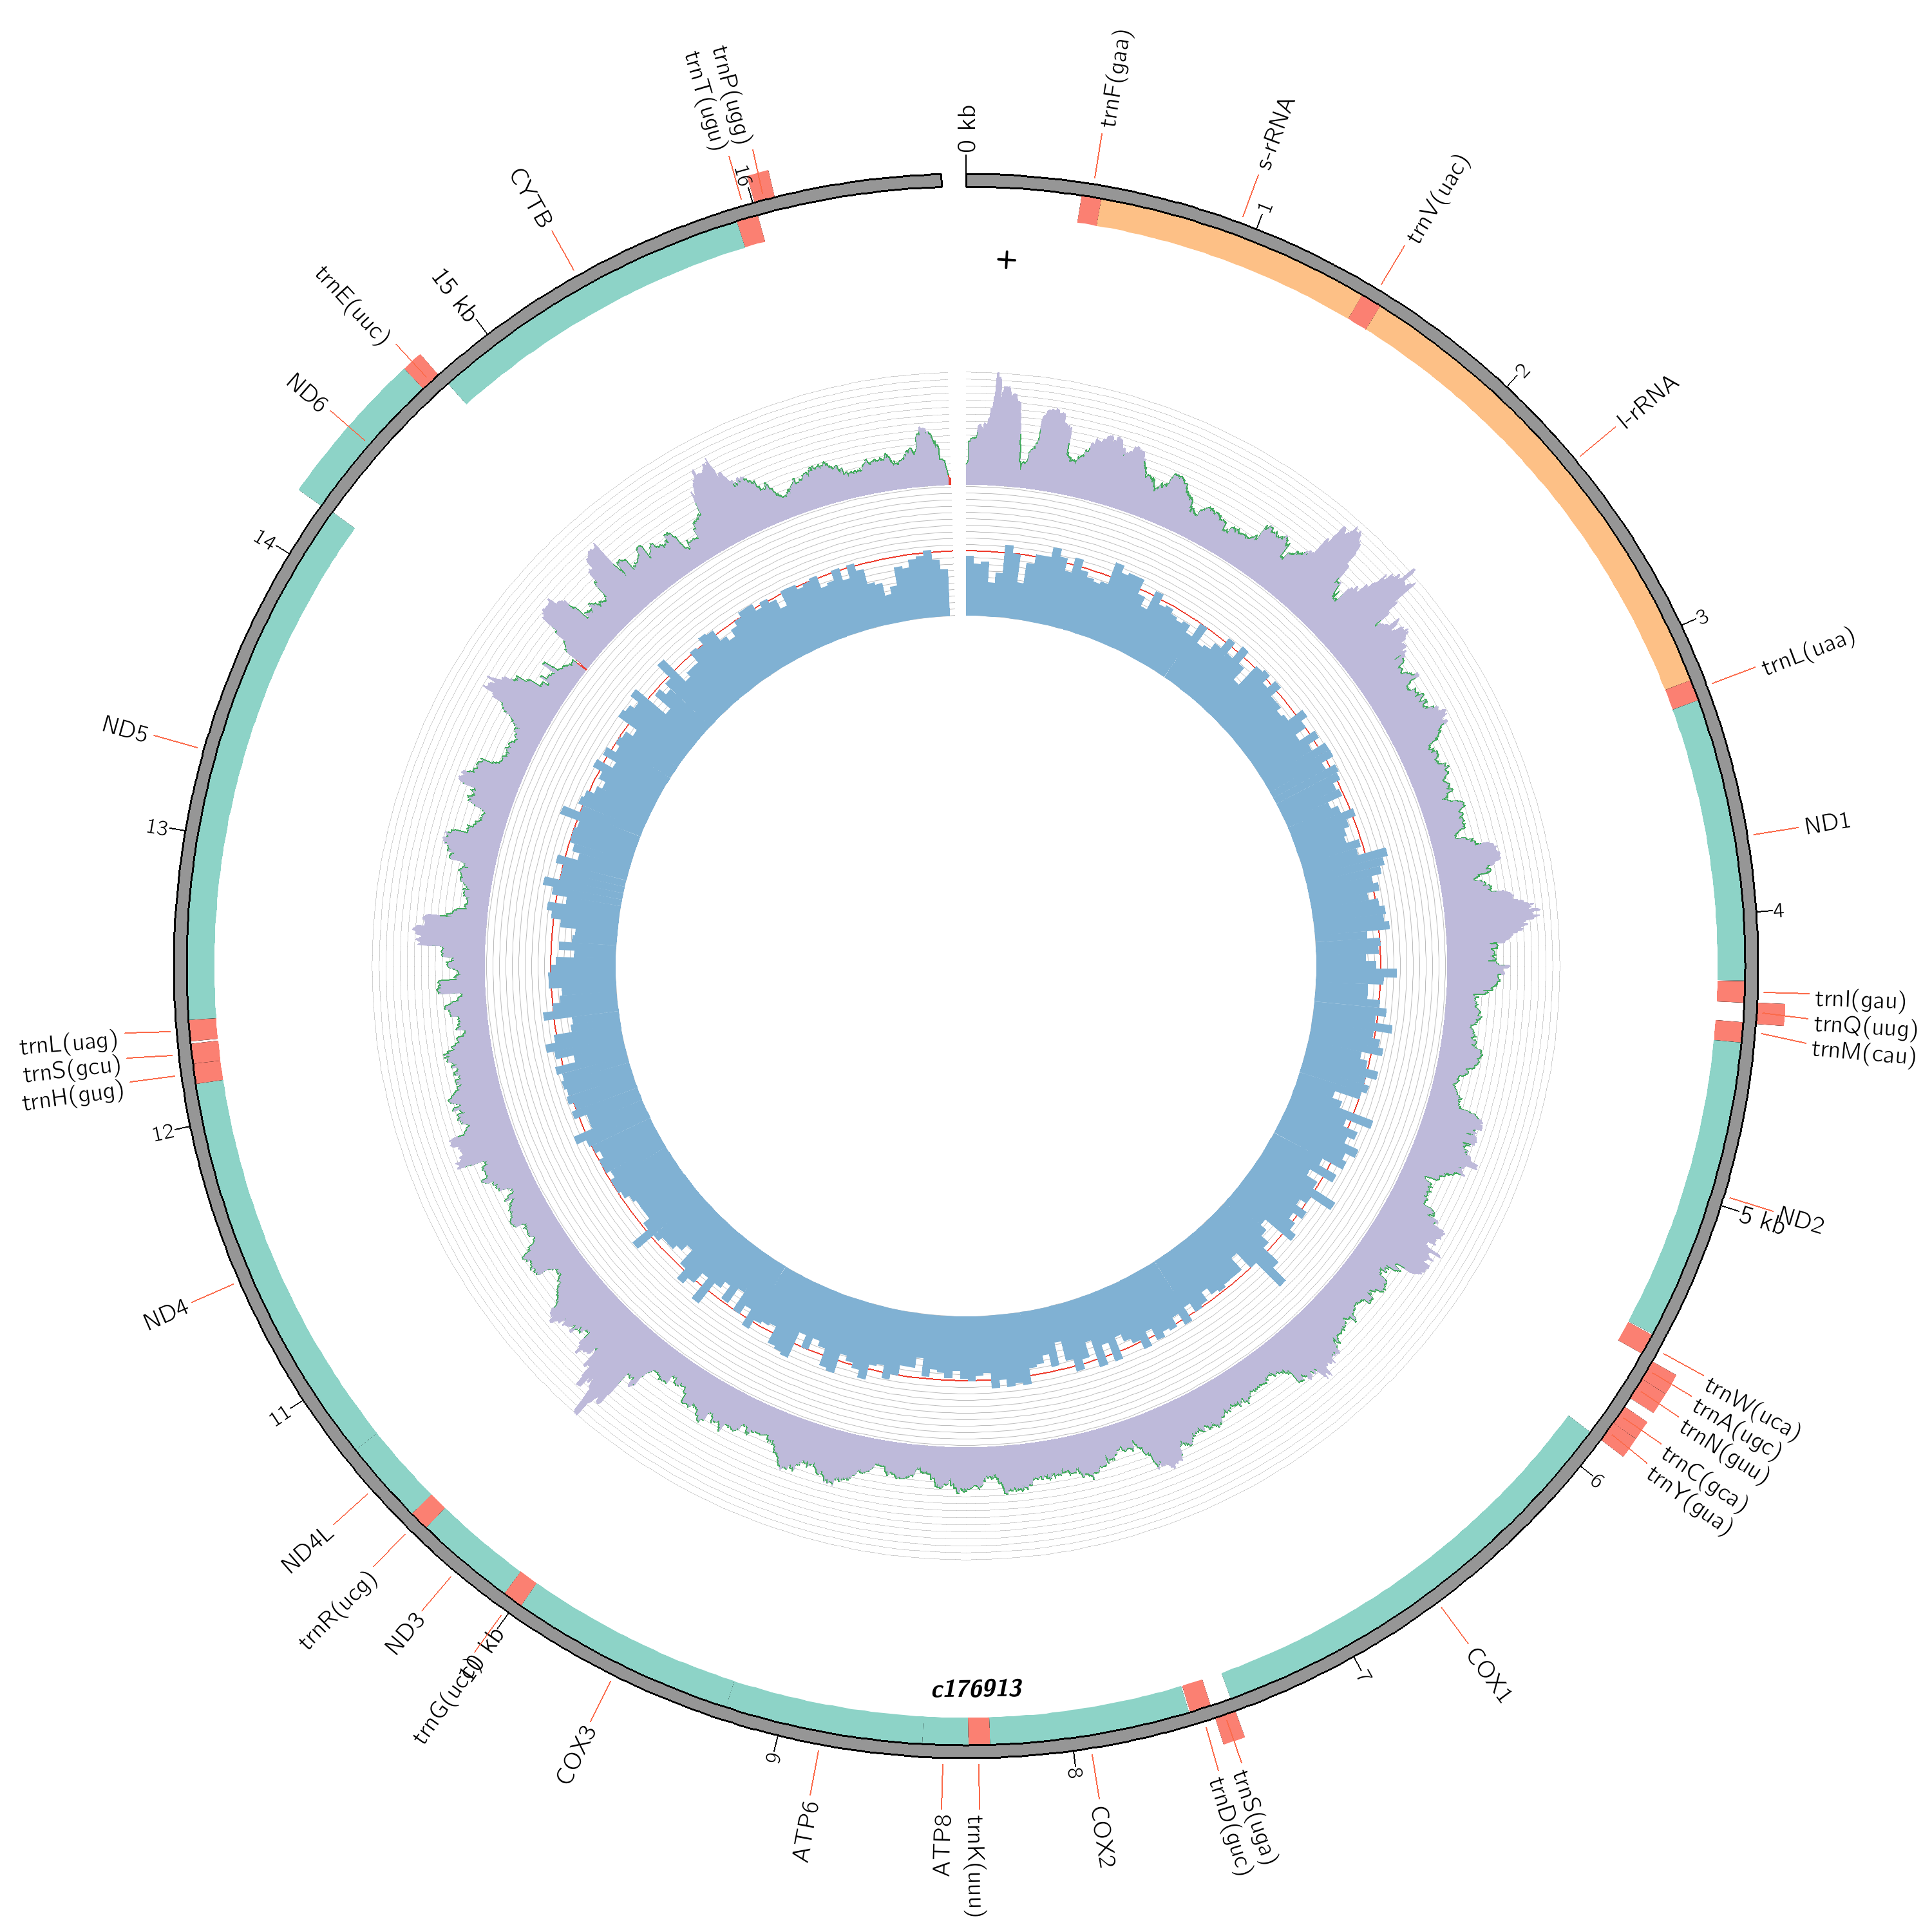 0 kb
trnF(gaa)
s-rRNA
1
trnV(uac)
2
l-rRNA
3
trnL(uaa)
ND1
4
trnI(gau)
trnQ(uug)
trnM(cau)
5 kb
ND2
trnW(uca)
trnA(ugc)
trnN(guu)
trnC(gca)
trnY(gua)
6
COX1
7
trnS(uga)
trnD(guc)
COX2
8
trnK(uuu)
ATP8
ATP6
9
COX3
10 kb
trnG(ucc)
ND3
trnR(ucg)
ND4L
11
ND4
12
trnH(gug)
trnS(gcu)
trnL(uag)
13
ND5
14
ND6
trnE(uuc)
15 kb
CYTB
16
trnT(ugu)
trnP(ugg)
+
c176913